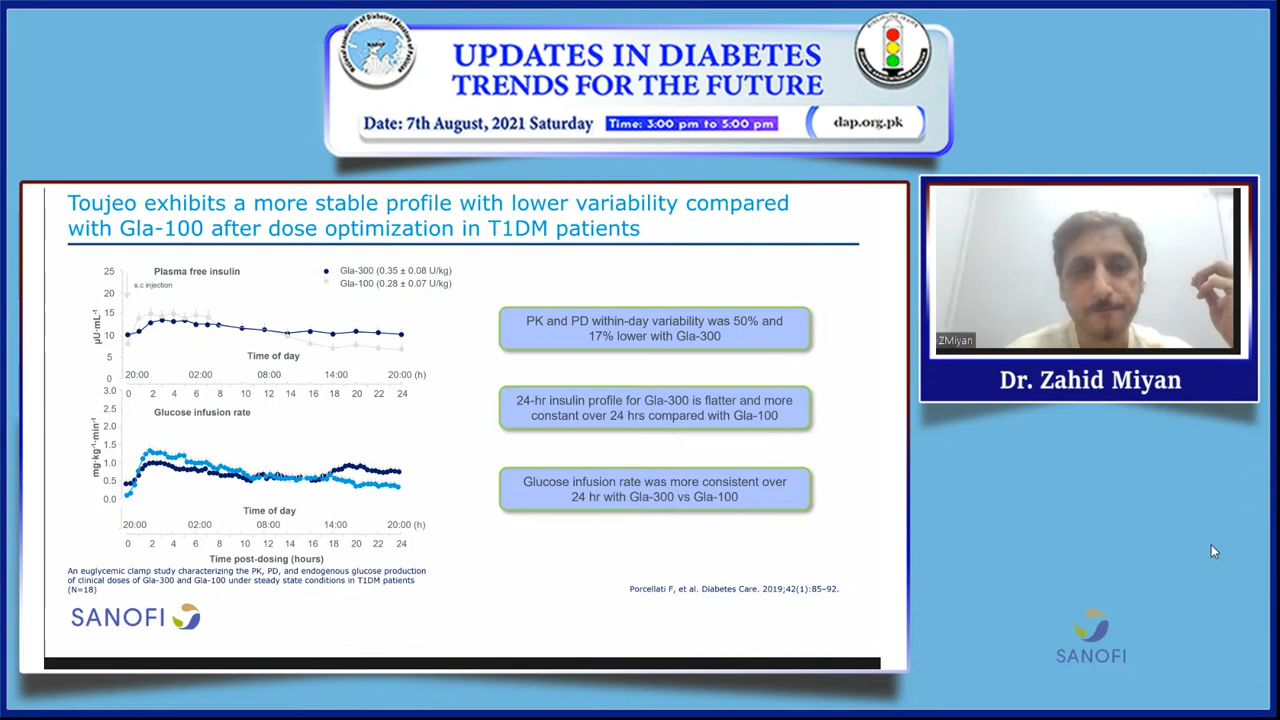 UPDATES IN DIABETES
TRENDS FOR THE FUTURE
Date: 7th August, 2021 Saturday
Time: 3:00 pm to 5:00 pm
dap.org.pk
Toujeo exhibits a more stable profile with lower variability compared
with Gla-100 after dose optimization in T1DM patients
25
20
15
10
5
0
µU·mL-1
Plasma free insulin
s.c injection
Gla-300 (0.35 ± 0.08 U/kg)
Gla-100 (0.28 ± 0.07 U/kg)
Time of day
20:00 02:00 08:00 14:00 20:00 (h)
0 2 4 6 8 10 12 14 16 18 20 22 24
3.0
2.5
2.0
1.5
1.0
0.5
0.0
mg·kg-1·min-1
Glucose infusion rate
Time of day
20:00 02:00 08:00 14:00 20:00 (h)
0 2 4 6 8 10 12 14 16 18 20 22 24
Time post-dosing (hours)
An euglycemic clamp study characterizing the PK, PD, and endogenous glucose production
of clinical doses of Gla-300 and Gla-100 under steady state conditions in T1DM patients
(N=18)
SANOFI
PK and PD within-day variability was 50% and
17% lower with Gla-300
24-hr insulin profile for Gla-300 is flatter and more
constant over 24 hrs compared with Gla-100
Glucose infusion rate was more consistent over
24 hr with Gla-300 vs Gla-100
Porcellati F, et al. Diabetes Care. 2019;42(1):85–92.
ZMiyan
Dr. Zahid Miyan
SANOFI